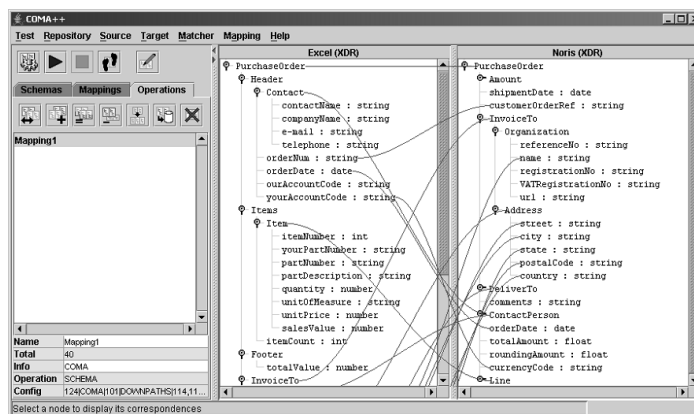 COMA++
Test Repository Source Target Matcher Mapping Help
Schemas Mappings Operations
Mapping1
Name Mapping1
Total 40
Info COMA
Operation SCHEMA
Config 124|COMA|101|DOWNPATHS|114,11...
Excel (XDR)
PurchaseOrder
Header
Contact
contactName : string
companyName : string
e-mail : string
telephone : string
orderNum : string
orderDate : date
ourAccountCode : string
yourAccountCode : string
Items
Item
itemNumber : int
yourPartNumber : string
partNumber : string
partDescription : string
quantity : number
unitOfMeasure : string
unitPrice : number
salesValue : number
itemCount : int
Footer
totalValue : number
InvoiceTo
Noris (XDR)
PurchaseOrder
Amount
shipmentDate : date
customerOrderRef : string
InvoiceTo
Organization
referenceNo : string
name : string
registrationNo : string
VATRegistrationNo : string
url : string
Address
street : string
city : string
state : string
postalCode : string
country : string
DeliverTo
comments : string
ContactPerson
orderDate : date
totalAmount : float
roundingAmount : float
currencyCode : string
Line
Select a node to display its correspondences